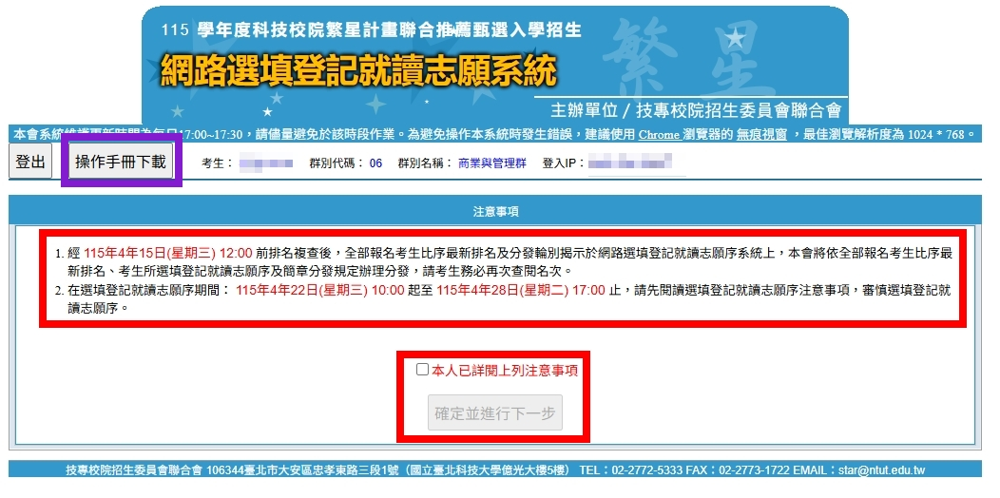 115 學年度科技校院繁星計畫聯合推薦甄選入學招生
網路選填登記就讀志願系統
繁星
主辦單位 / 技專校院招生委員會聯合會
本會系統維護更新時間為每日17:00~17:30，請儘量避免於該時段作業。為避免操作本系統時發生錯誤，建議使用 Chrome 瀏覽器的 無痕視窗 ，最佳瀏覽解析度為 1024 * 768。
登出 操作手冊下載 考生： 群別代碼： 06 群別名稱： 商業與管理群 登入IP：
注意事項
1. 經 115年4年15日(星期三) 12:00 前排名複查後，全部報名考生比序最新排名及分發輪別揭示於網路選填登記就讀志願序系統上，本會將依全部報名考生比序最
新排名、考生所選填登記就讀志願序及簡章分發規定辦理分發，請考生務必再次查閱名次。
2. 在選填登記就讀志願序期間： 115年4年22日(星期三) 10:00 起至 115年4年28日(星期二) 17:00 止，請先閱讀選填登記就讀志願序注意事項，審慎選填登記就
讀志願序。
本人已詳閱上列注意事項
確定並進行下一步
技專校院招生委員會聯合會 106344臺北市大安區忠孝東路三段1號（國立臺北科技大學億光大樓5樓） TEL：02-2772-5333 FAX：02-2773-1722 EMAIL：star@ntut.edu.tw